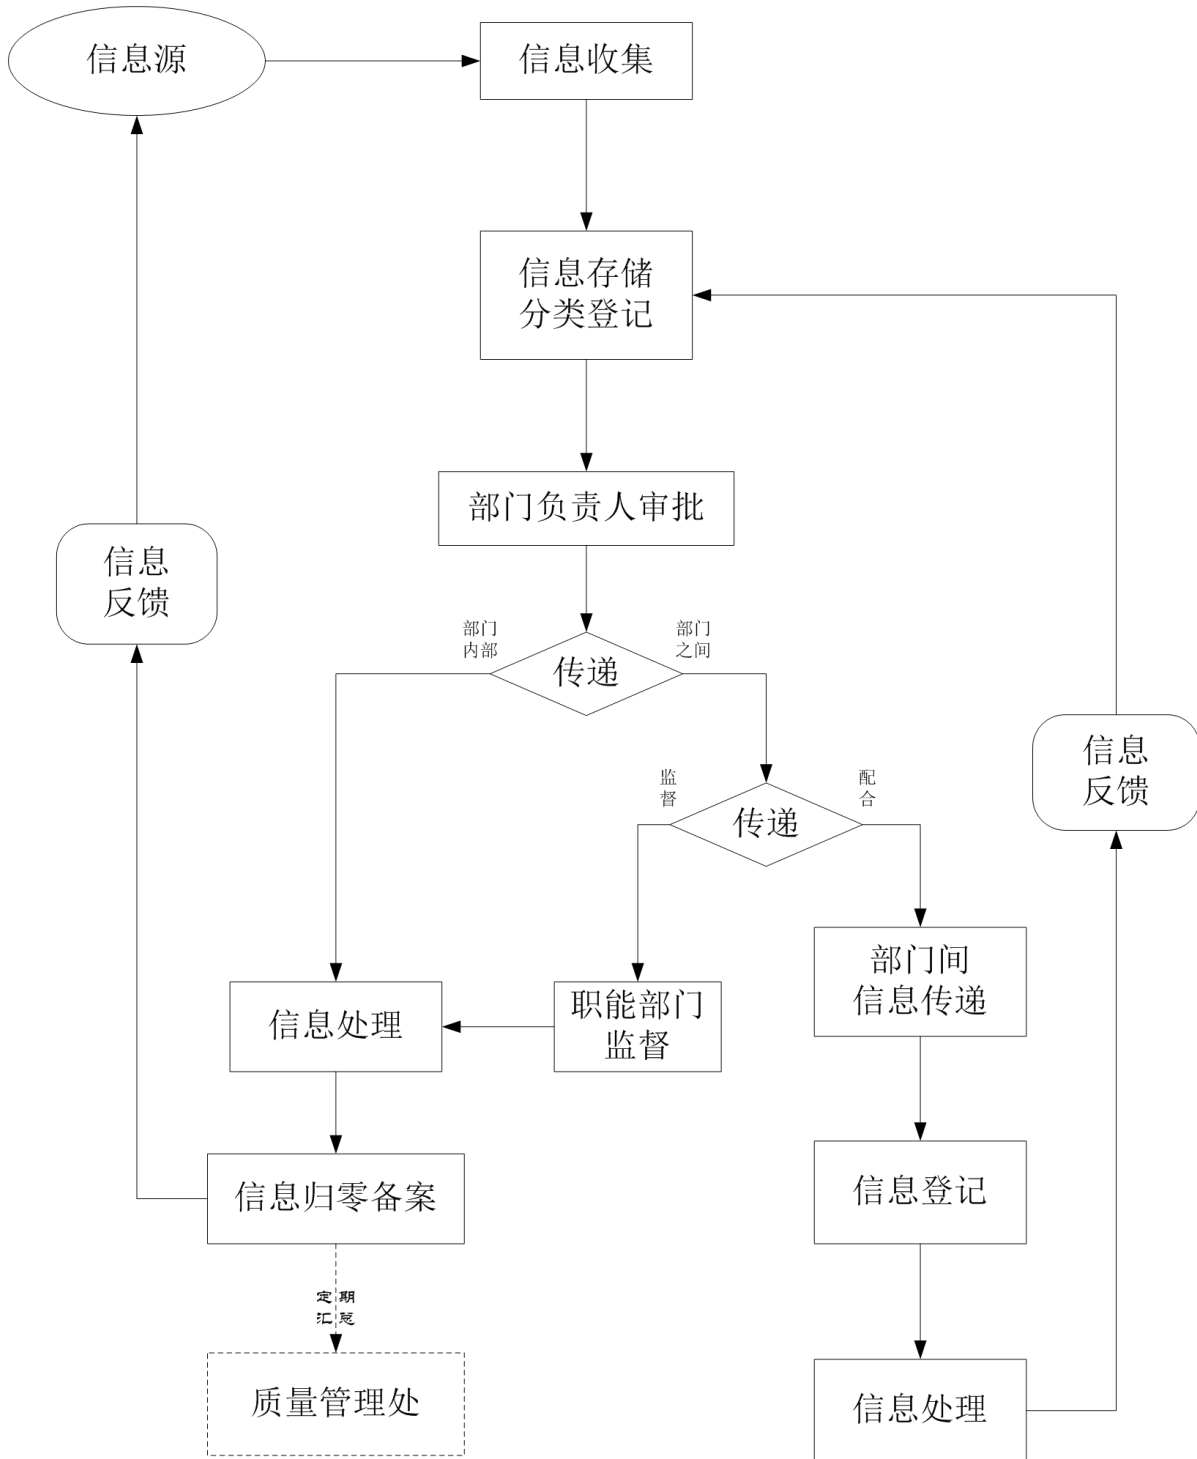 信息源
信息收集
信息存储
分类登记
部门负责人审批
信息
反馈
部门
内部
部门
之间
传递
信息
反馈
监
督
配
合
传递
部门间
信息传递
信息处理
职能部门
监督
信息归零备案
信息登记
定期
汇总
质量管理处
信息处理